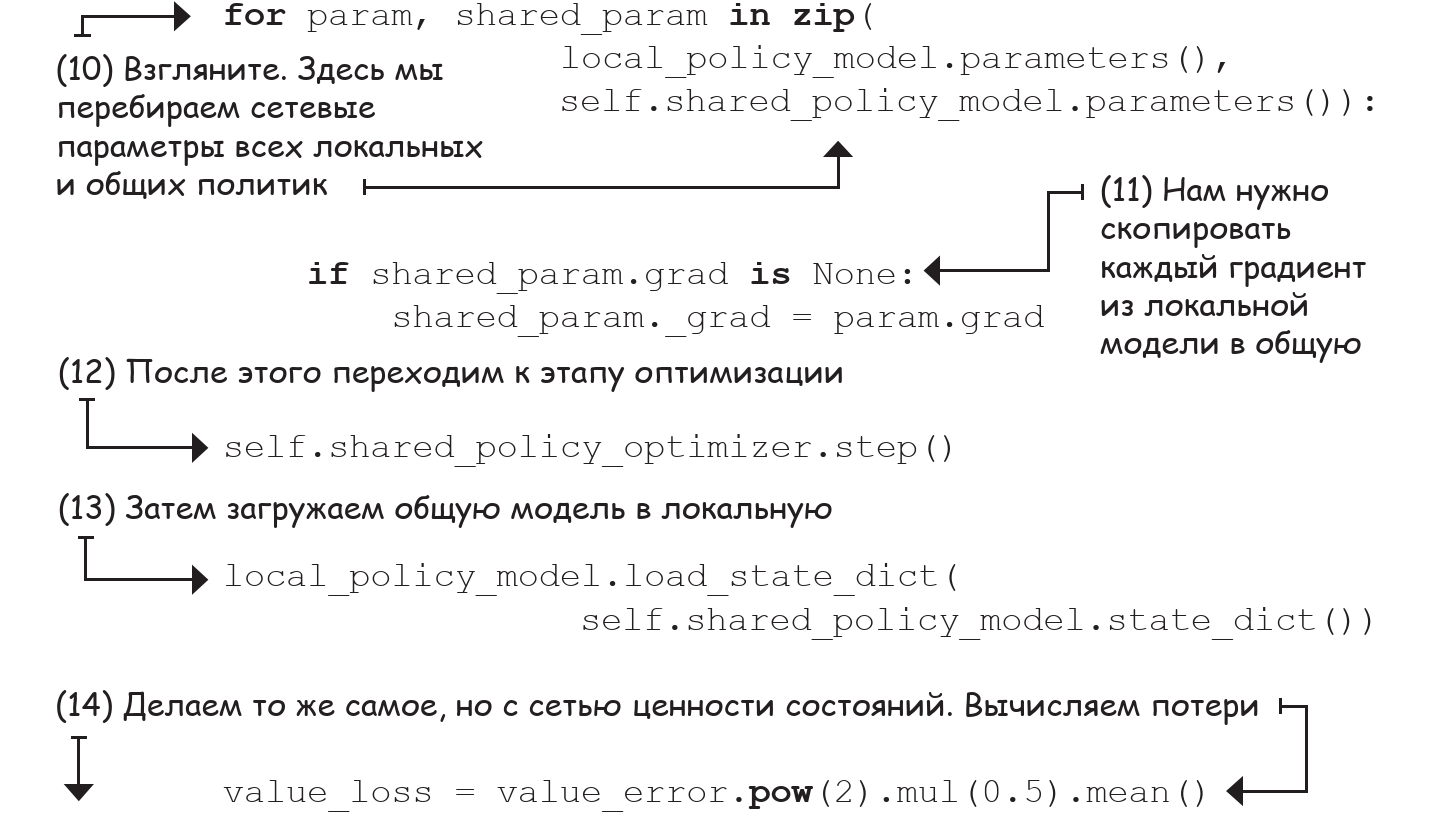 for param, shared_param in zip(
local_policy_model.parameters(),
self.shared_policy_model.parameters()):
(10) Взгляните. Здесь мы
перебираем сетевые
параметры всех локальных
и общих политик
(11) Нам нужно
скопировать
каждый градиент
из локальной
модели в общую
if shared_param.grad is None:
shared_param._grad = param.grad
(12) После этого переходим к этапу оптимизации
self.shared_policy_optimizer.step()
(13) Затем загружаем общую модель в локальную
local_policy_model.load_state_dict(
self.shared_policy_model.state_dict())
(14) Делаем то же самое, но с сетью ценности состояний. Вычисляем потери
value_loss = value_error.pow(2).mul(0.5).mean()